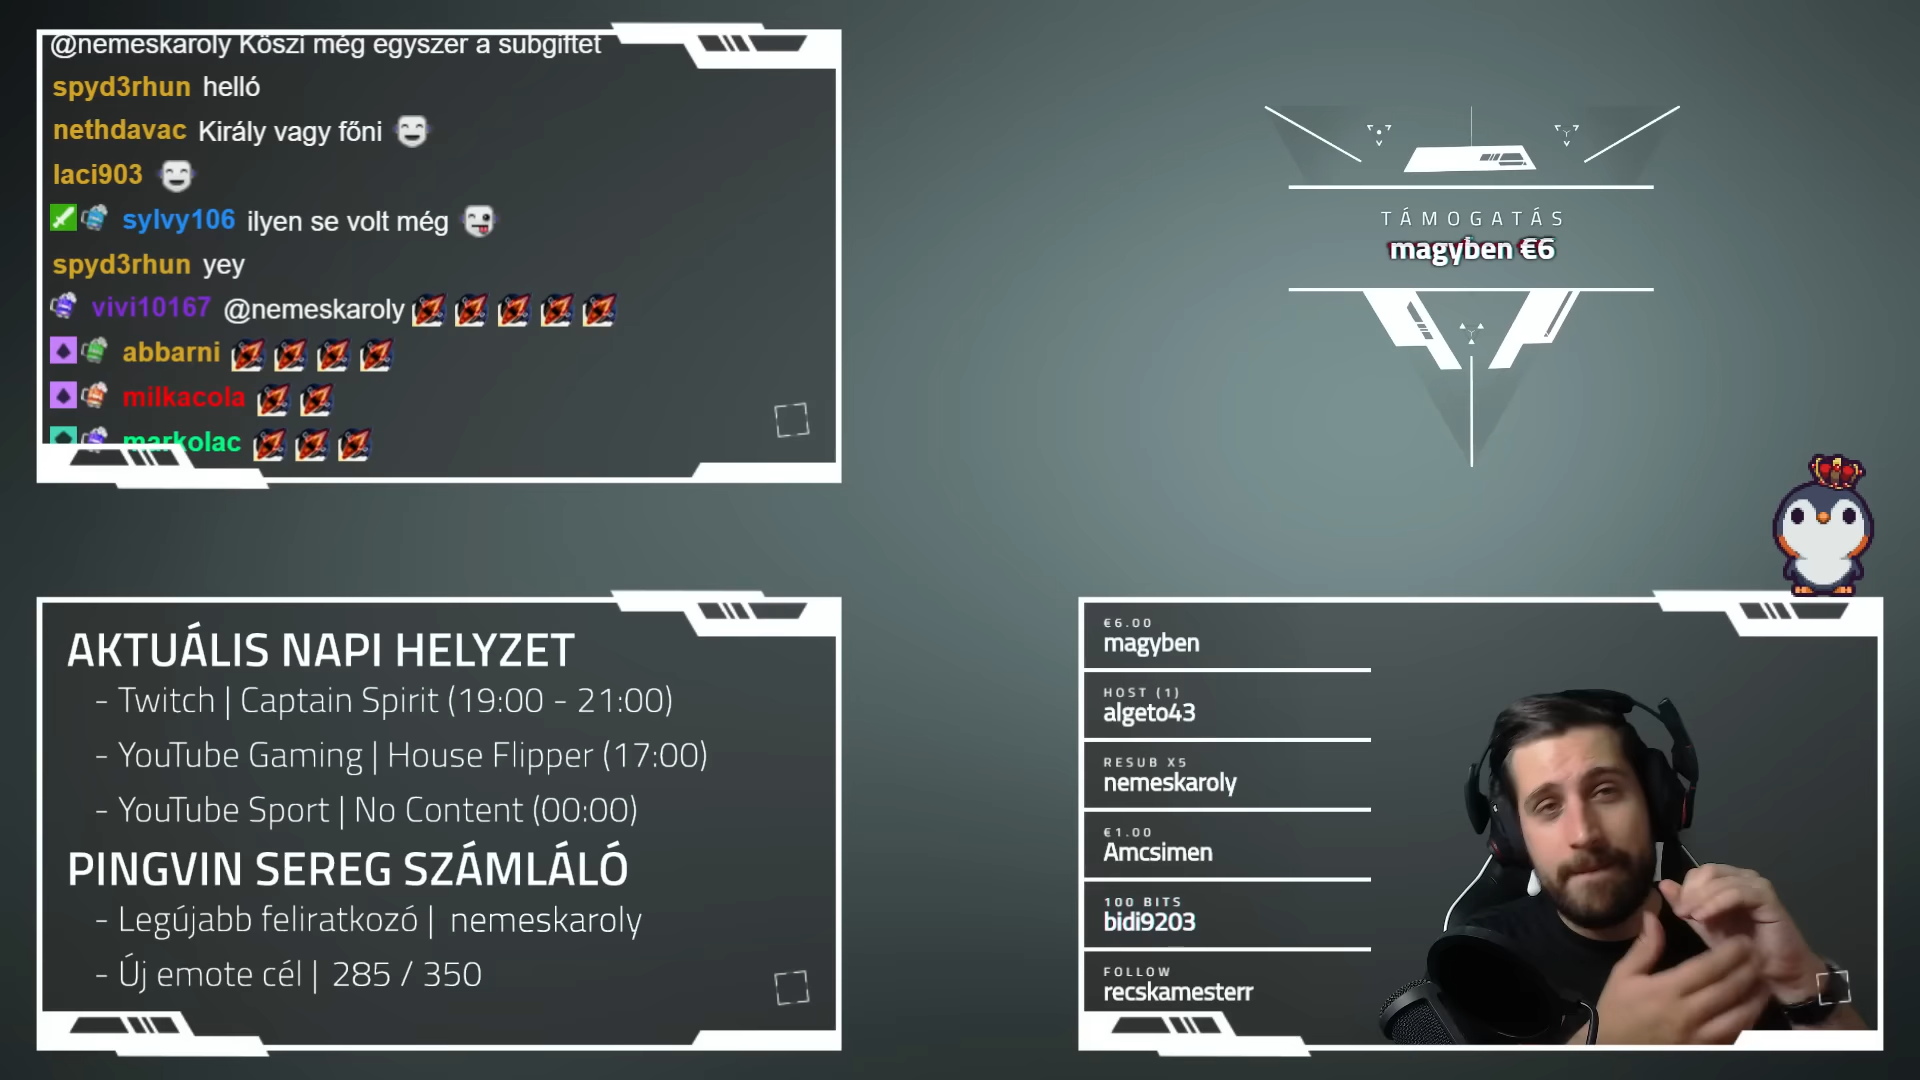 @nemeskaroly Köszi még egyszer a subgiftet
spyd3rhun helló
nethdavac Király vagy főni
laci903
sylvy106 ilyen se volt még
spyd3rhun yey
vivi10167 @nemeskaroly
abbarni
milkacola
markolac
TÁMOGATÁS
magyben €6
AKTUÁLIS NAPI HELYZET
- Twitch | Captain Spirit (19:00 - 21:00)
- YouTube Gaming | House Flipper (17:00)
- YouTube Sport | No Content (00:00)
PINGVIN SEREG SZÁMLÁLÓ
- Legújabb feliratkozó | nemeskaroly
- Új emote cél | 285 / 350
€6.00
magyben
HOST (1)
algeto43
RESUB X5
nemeskaroly
€1.00
Amcsimen
100 BITS
bidi9203
FOLLOW
recskamesterr